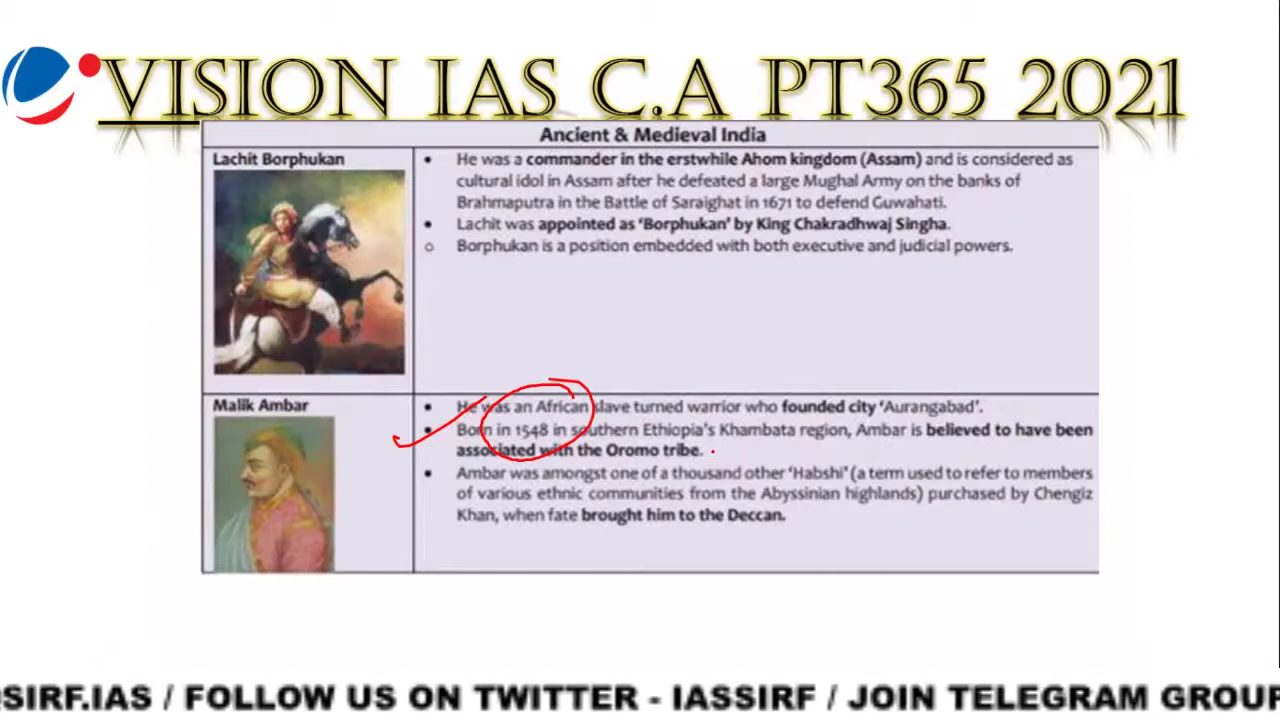 VISION IAS C.A PT365 2021
Ancient & Medieval India
Lachit Borphukan
• He was a commander in the erstwhile Ahom kingdom (Assam) and is considered as
cultural idol in Assam after he defeated a large Mughal Army on the banks of
Brahmaputra in the Battle of Saraighat in 1671 to defend Guwahati.
• Lachit was appointed as ‘Borphukan’ by King Chakradhwaj Singha.
o Borphukan is a position embedded with both executive and judicial powers.
Malik Ambar
• He was an African slave turned warrior who founded city ‘Aurangabad’.
• Born in 1548 in southern Ethiopia’s Khambata region, Ambar is believed to have been
associated with the Oromo tribe.
• Ambar was amongst one of a thousand other ‘Habshi’ (a term used to refer to members
of various ethnic communities from the Abyssinian highlands) purchased by Chengiz
Khan, when fate brought him to the Deccan.
SIRF.IAS / FOLLOW US ON TWITTER - IASSIRF / JOIN TELEGRAM GROUP